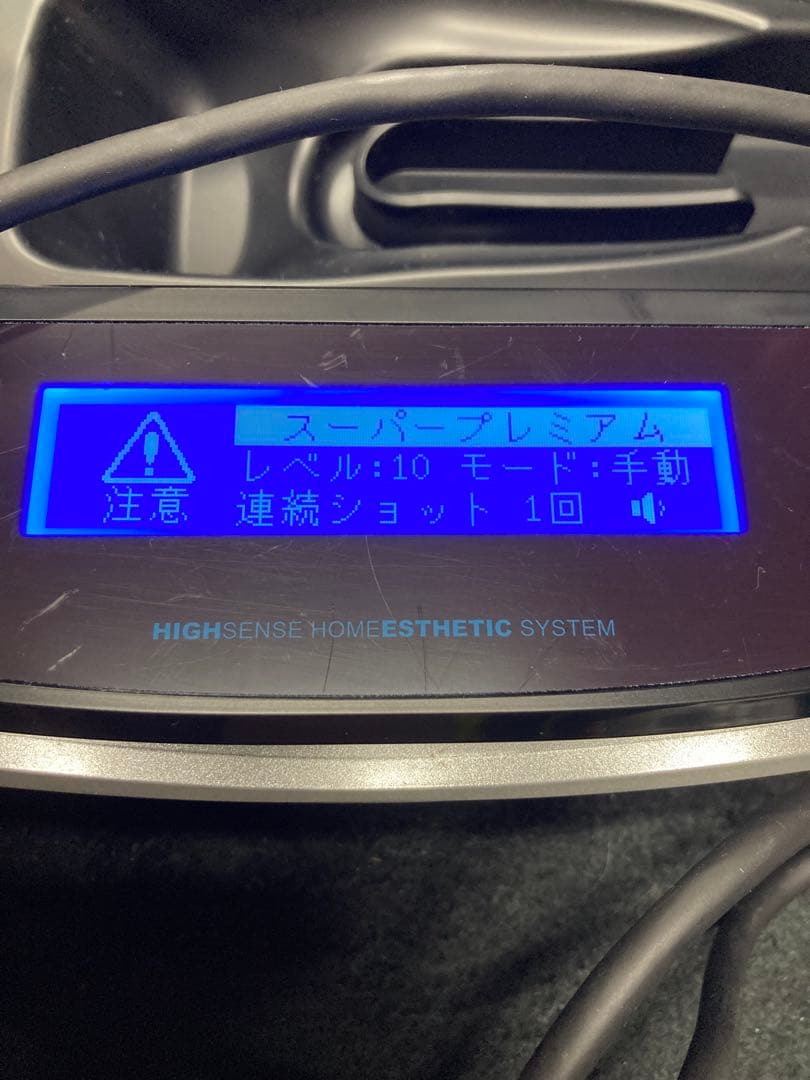 スーパープレミアム
レベル:10 モード:手動
注意 連続ショット 1回
HIGHSENSE HOMEESTHETIC SYSTEM